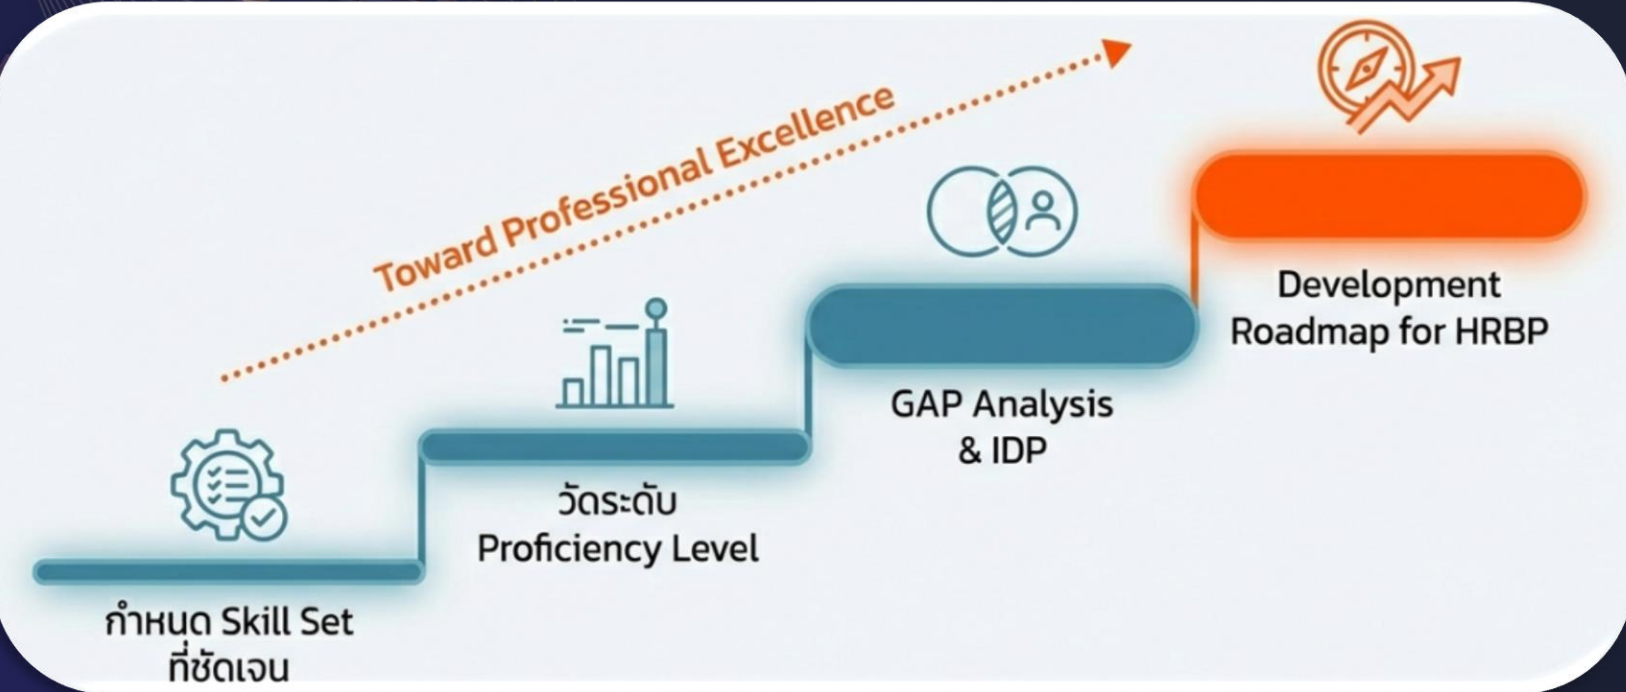 Toward Professional Excellence
กำหนด Skill Set
ที่ชัดเจน
วัดระดับ
Proficiency Level
GAP Analysis
& IDP
Development
Roadmap for HRBP